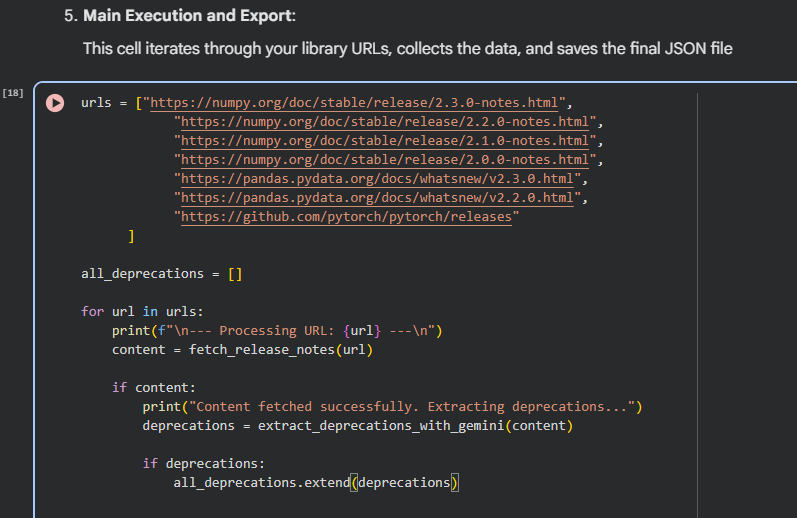 5. Main Execution and Export:
This cell iterates through your library URLs, collects the data, and saves the final JSON file
[18]
urls = ["https://numpy.org/doc/stable/release/2.3.0-notes.html",
"https://numpy.org/doc/stable/release/2.2.0-notes.html",
"https://numpy.org/doc/stable/release/2.1.0-notes.html",
"https://numpy.org/doc/stable/release/2.0.0-notes.html",
"https://pandas.pydata.org/docs/whatsnew/v2.3.0.html",
"https://pandas.pydata.org/docs/whatsnew/v2.2.0.html",
"https://github.com/pytorch/pytorch/releases"
]
all_deprecations = []
for url in urls:
print(f"\n--- Processing URL: {url} ---\n")
content = fetch_release_notes(url)
if content:
print("Content fetched successfully. Extracting deprecations...")
deprecations = extract_deprecations_with_gemini(content)
if deprecations:
all_deprecations.extend(deprecations)